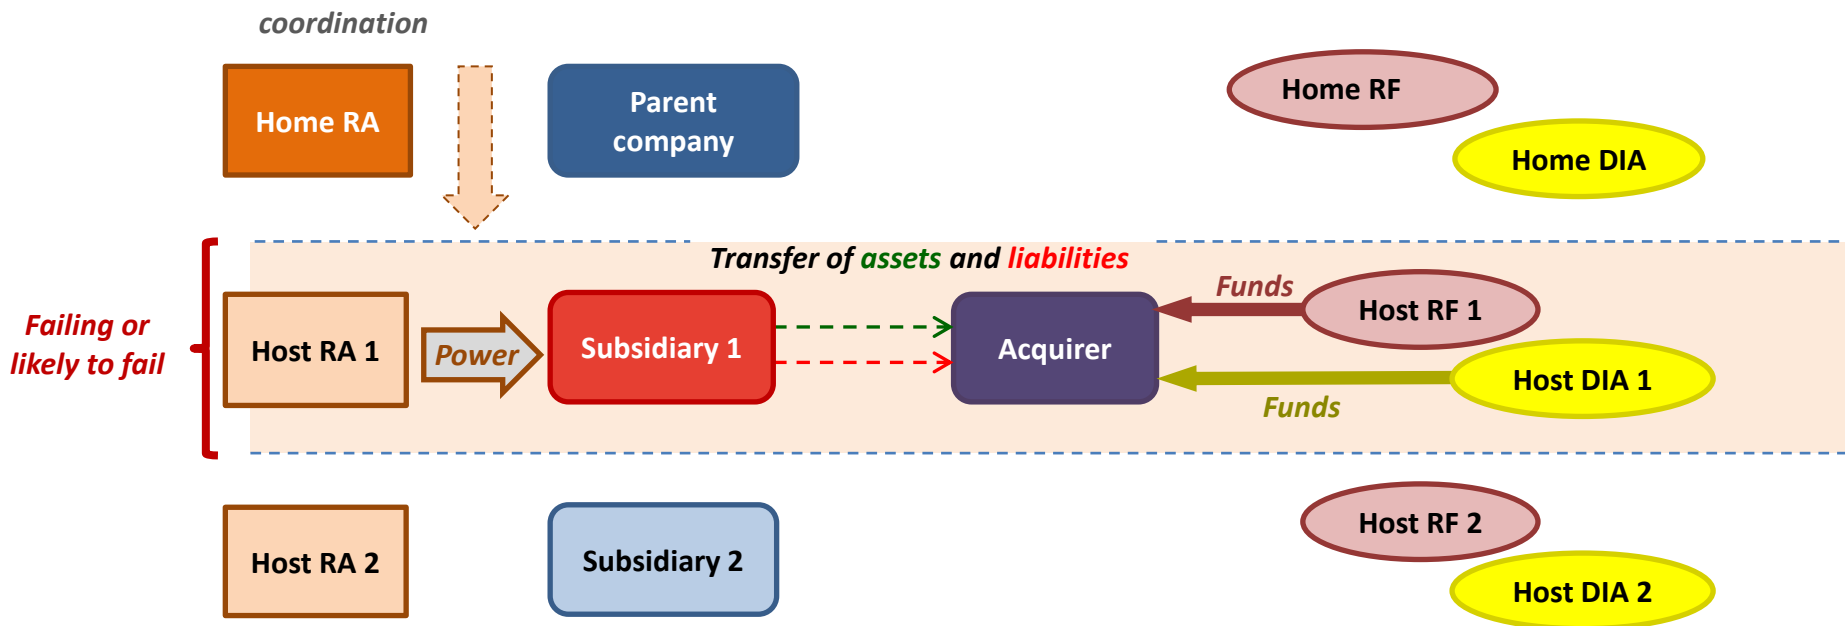 coordination
Home RA
Parent
company
Home RF
Home DIA
Transfer of assets and liabilities
Failing or
likely to fail
Host RA 1
Power
Subsidiary 1
Acquirer
Funds
Host RF 1
Funds
Host DIA 1
Host RA 2
Subsidiary 2
Host RF 2
Host DIA 2